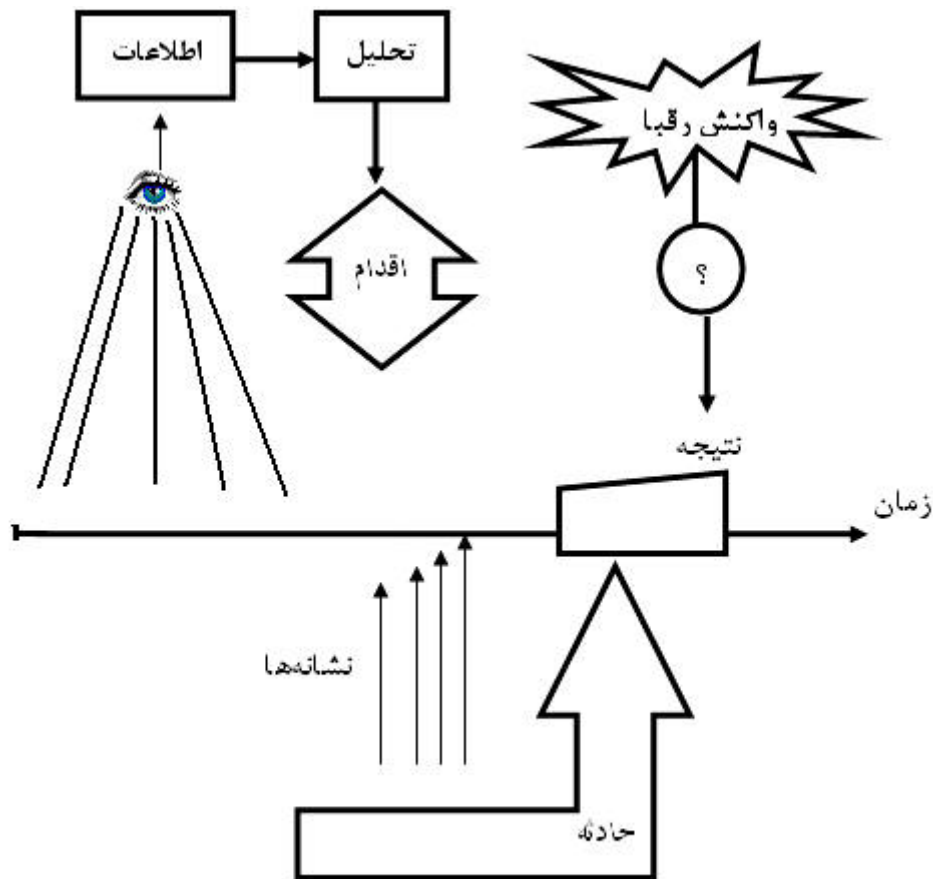 اطلاعات
تحلیل
واکنش رقبا
اقدام
؟
نتیجه
زمان
نشانه‌ها
حادثه